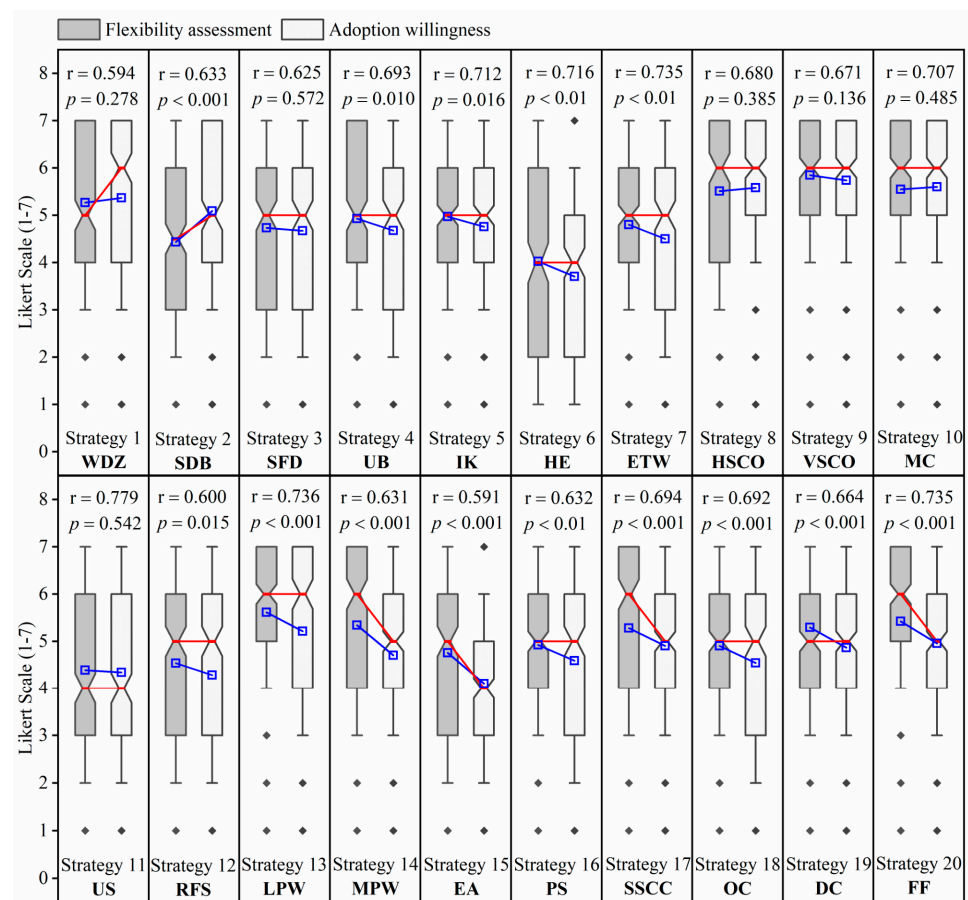 Flexibility assessment Adoption willingness
Likert Scale (1-7)
8
7
6
5
4
3
2
1
0
r = 0.594 r = 0.633 r = 0.625 r = 0.693 r = 0.712 r = 0.716 r = 0.735 r = 0.680 r = 0.671 r = 0.707
p = 0.278 p < 0.001 p = 0.572 p = 0.010 p = 0.016 p < 0.01 p < 0.01 p = 0.385 p = 0.136 p = 0.485
Strategy 1 Strategy 2 Strategy 3 Strategy 4 Strategy 5 Strategy 6 Strategy 7 Strategy 8 Strategy 9 Strategy 10
WDZ SDB SFD UB IK HE ETW HSCO VSCO MC
Likert Scale (1-7)
8
7
6
5
4
3
2
1
0
r = 0.779 r = 0.600 r = 0.736 r = 0.631 r = 0.591 r = 0.632 r = 0.694 r = 0.692 r = 0.664 r = 0.735
p = 0.542 p = 0.015 p < 0.001 p < 0.001 p < 0.001 p < 0.01 p < 0.001 p < 0.001 p < 0.001 p < 0.001
Strategy 11 Strategy 12 Strategy 13 Strategy 14 Strategy 15 Strategy 16 Strategy 17 Strategy 18 Strategy 19 Strategy 20
US RFS LPW MPW EA PS SSCC OC DC FF